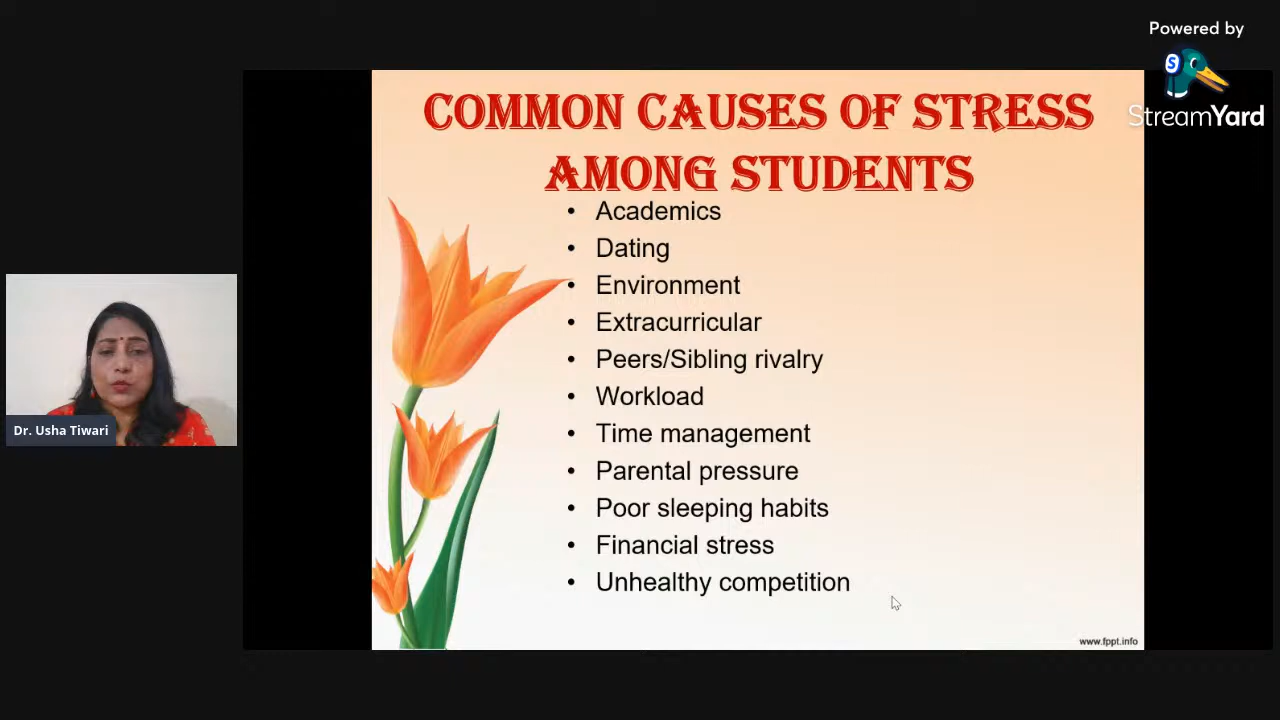 Powered by
StreamYard
COMMON CAUSES OF STRESS
AMONG STUDENTS
• Academics
• Dating
• Environment
• Extracurricular
• Peers/Sibling rivalry
• Workload
• Time management
• Parental pressure
• Poor sleeping habits
• Financial stress
• Unhealthy competition
Dr. Usha Tiwari
www.fppt.info